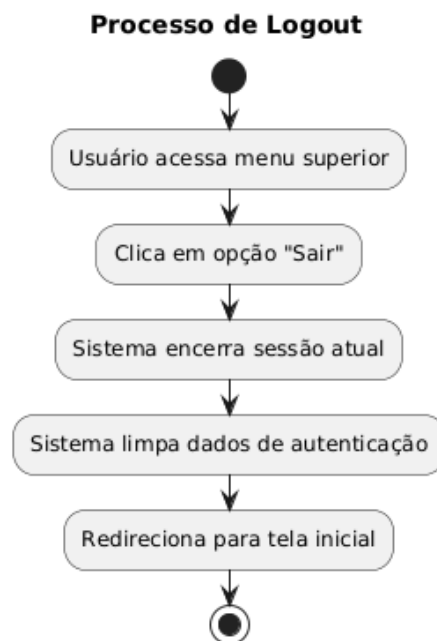 Processo de Logout
Usuário acessa menu superior
Clica em opção "Sair"
Sistema encerra sessão atual
Sistema limpa dados de autenticação
Redireciona para tela inicial